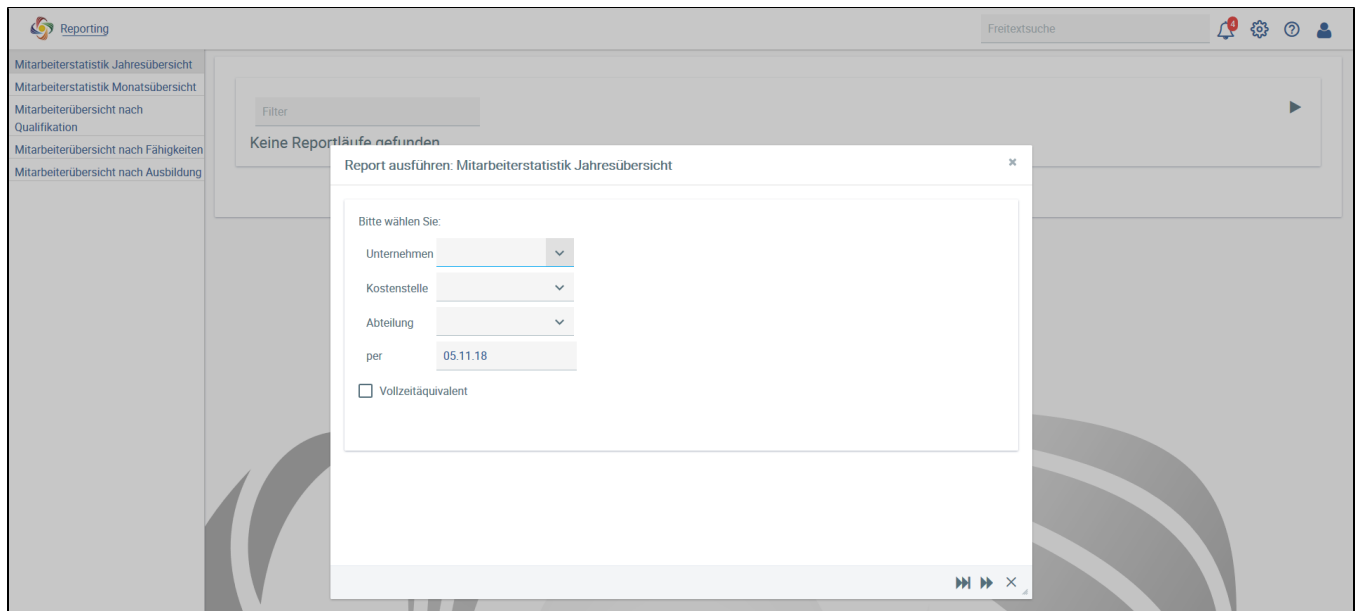 Reporting
Freitextsuche
4
Mitarbeiterstatistik Jahresübersicht
Mitarbeiterstatistik Monatsübersicht
Mitarbeiterübersicht nach
Qualifikation
Mitarbeiterübersicht nach Fähigkeiten
Mitarbeiterübersicht nach Ausbildung
Filter
Keine Reportläufe gefunden
Report ausführen: Mitarbeiterstatistik Jahresübersicht
Bitte wählen Sie:
Unternehmen
Kostenstelle
Abteilung
per 05.11.18
Vollzeitäquivalent